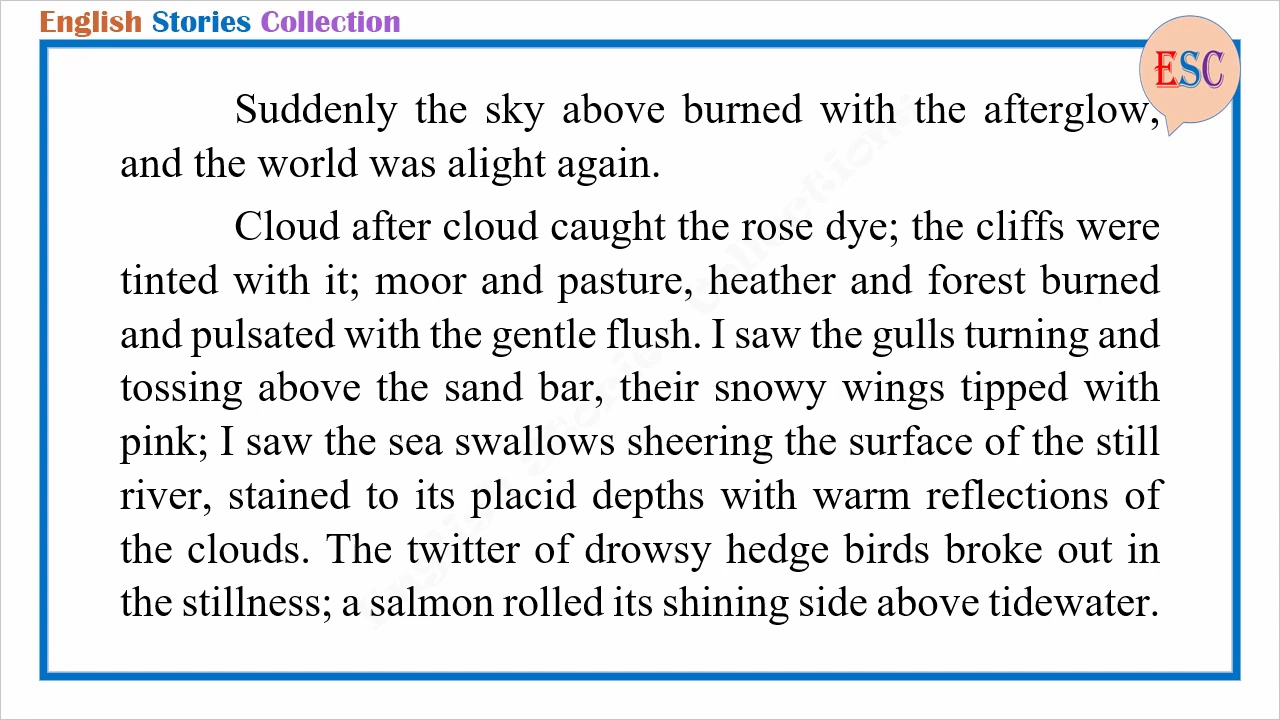 English Stories Collection
ESC
Suddenly the sky above burned with the afterglow,
and the world was alight again.
Cloud after cloud caught the rose dye; the cliffs were
tinted with it; moor and pasture, heather and forest burned
and pulsated with the gentle flush. I saw the gulls turning and
tossing above the sand bar, their snowy wings tipped with
pink; I saw the sea swallows sheering the surface of the still
river, stained to its placid depths with warm reflections of
the clouds. The twitter of drowsy hedge birds broke out in
the stillness; a salmon rolled its shining side above tidewater.